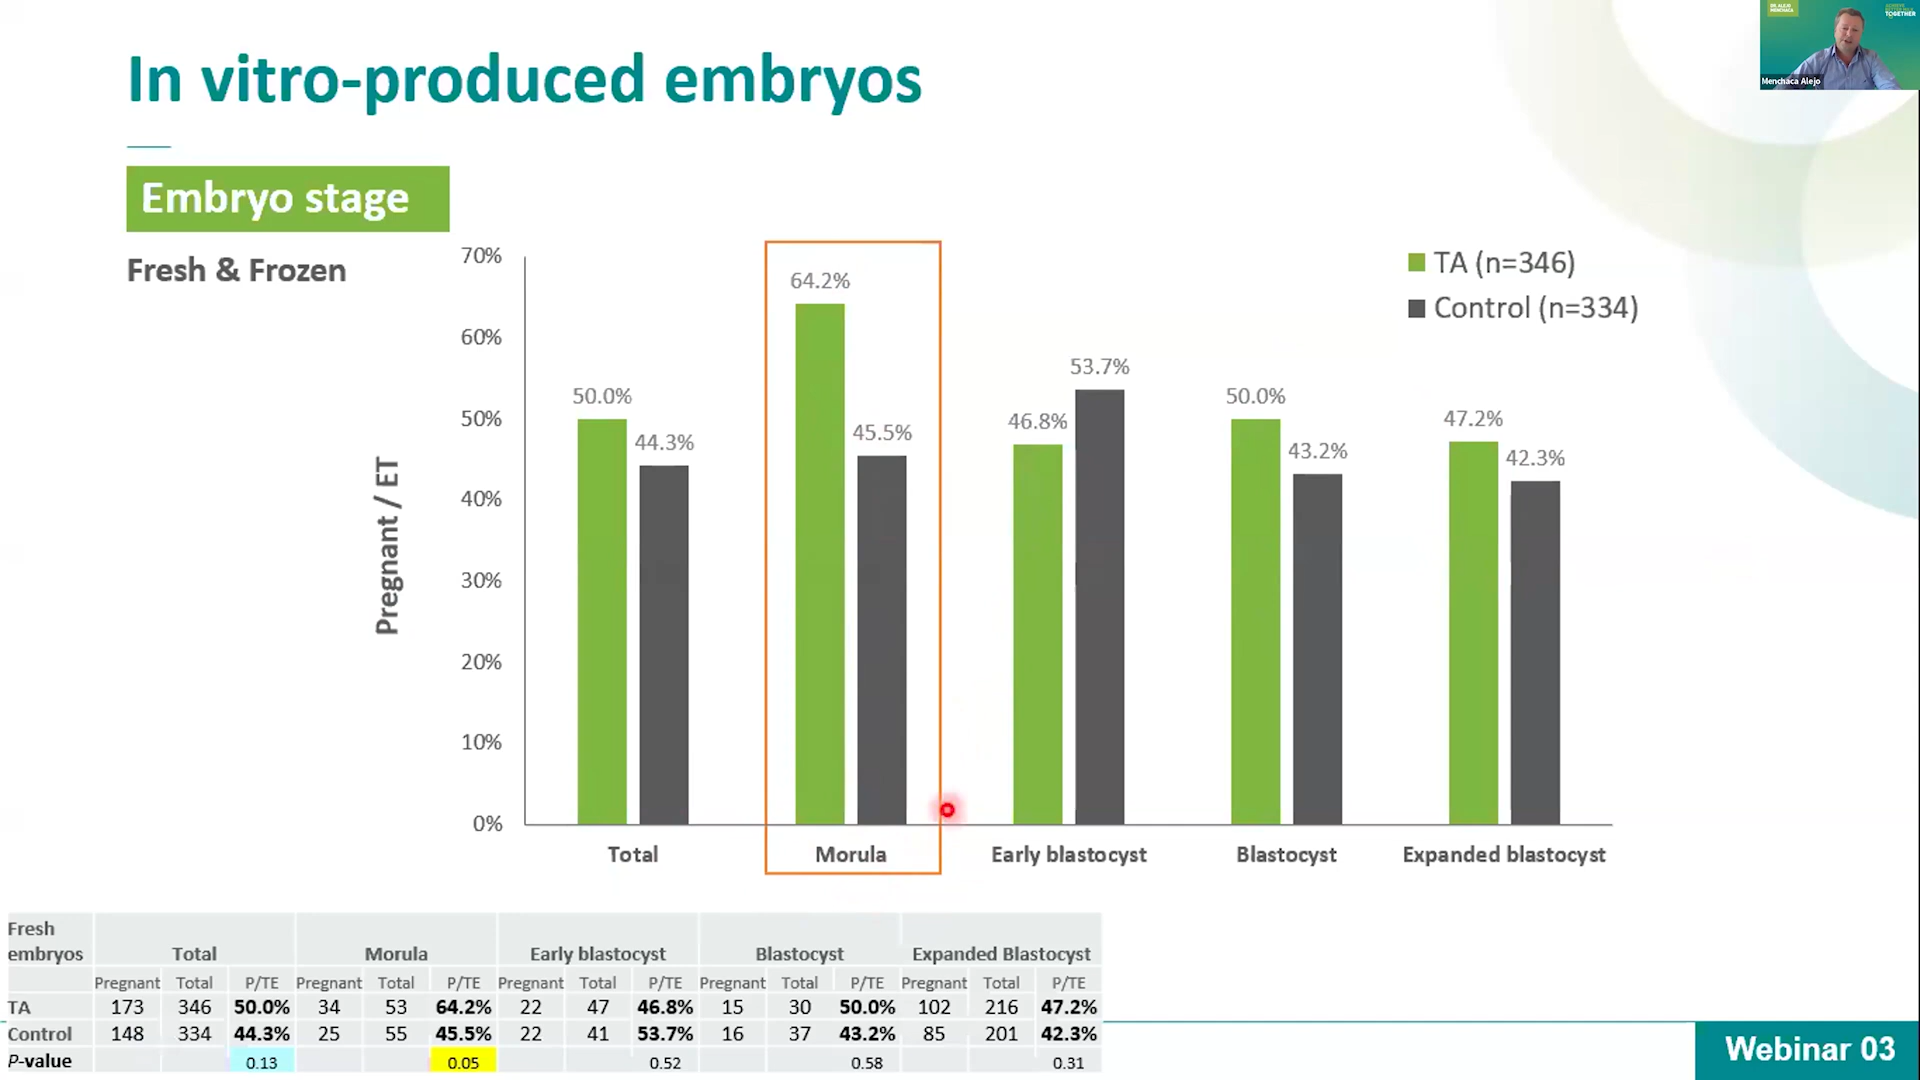 In vitro-produced embryos
Embryo stage
Fresh & Frozen
TA (n=346)
Control (n=334)
Pregnant / ET
70%
60%
50%
40%
30%
20%
10%
0%
50.0%
44.3%
64.2%
45.5%
46.8%
53.7%
50.0%
43.2%
47.2%
42.3%
Total
Morula
Early blastocyst
Blastocyst
Expanded blastocyst
Fresh embryos Total Morula Early blastocyst Blastocyst Expanded Blastocyst
Pregnant Total P/TE Pregnant Total P/TE Pregnant Total P/TE Pregnant Total P/TE Pregnant Total P/TE
TA 173 346 50.0% 34 53 64.2% 22 47 46.8% 15 30 50.0% 102 216 47.2%
Control 148 334 44.3% 25 55 45.5% 22 41 53.7% 16 37 43.2% 85 201 42.3%
P-value 0.13 0.05 0.52 0.58 0.31
Webinar 03
DR. ALEJO
MENCHACA
TOGETHER
Menchaca Alejo